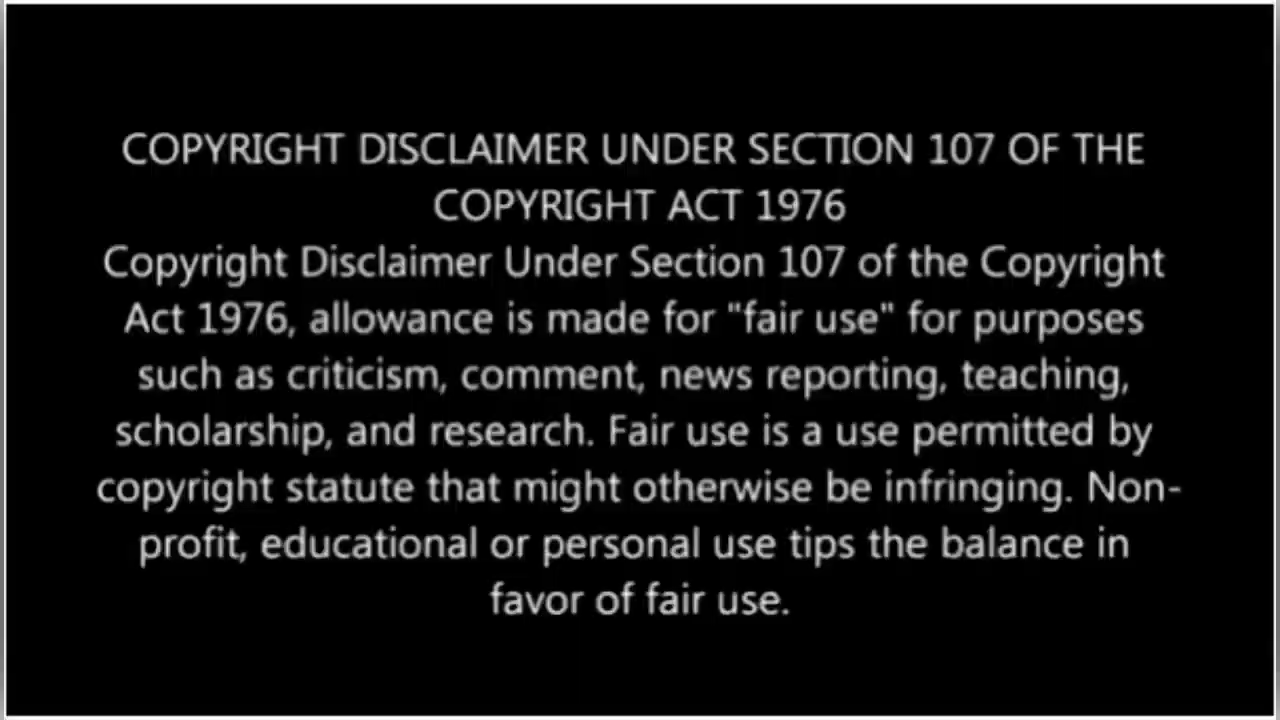 COPYRIGHT DISCLAIMER UNDER SECTION 107 OF THE
COPYRIGHT ACT 1976
Copyright Disclaimer Under Section 107 of the Copyright
Act 1976, allowance is made for "fair use" for purposes
such as criticism, comment, news reporting, teaching,
scholarship, and research. Fair use is a use permitted by
copyright statute that might otherwise be infringing. Non-
profit, educational or personal use tips the balance in
favor of fair use.